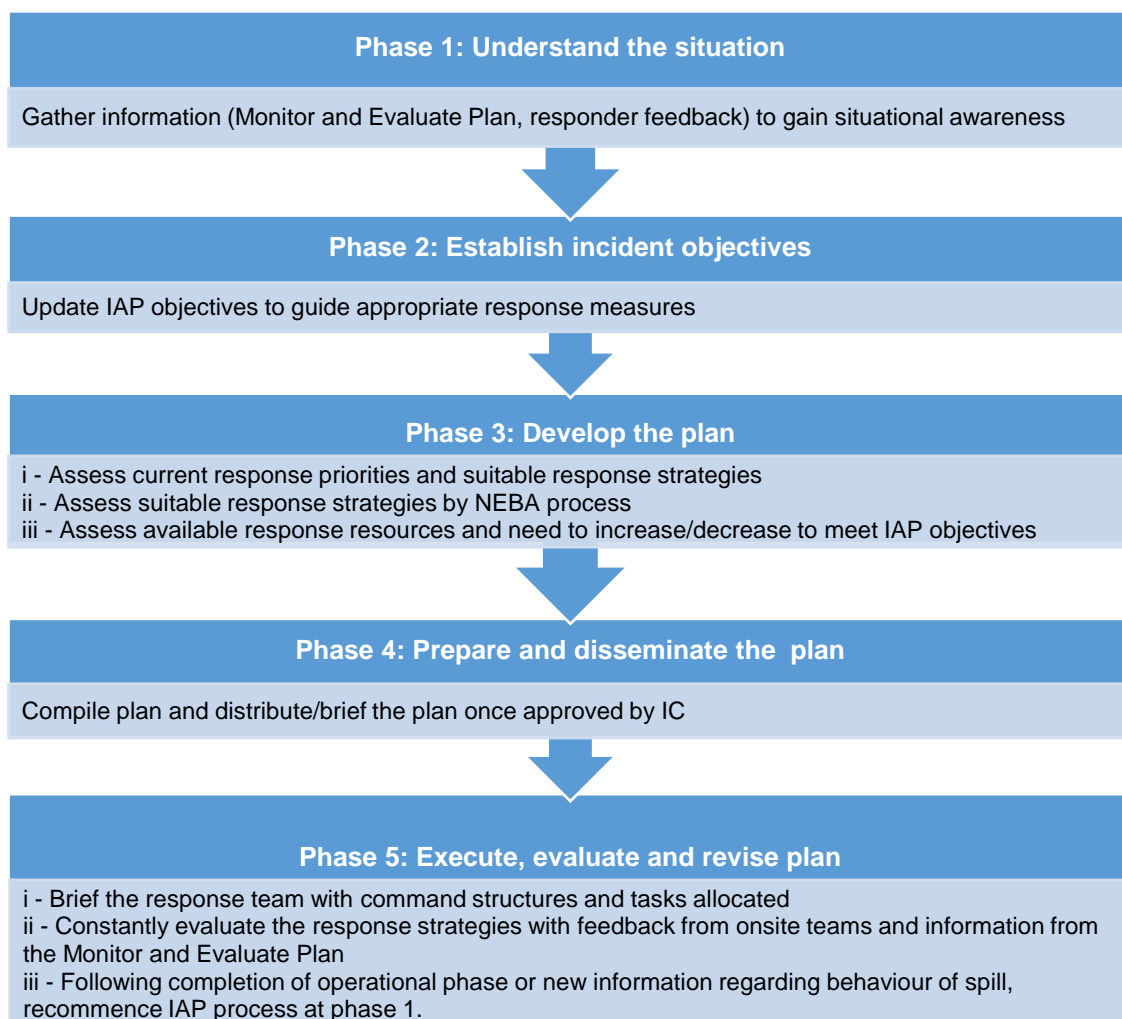 Phase 1: Understand the situation
Gather information (Monitor and Evaluate Plan, responder feedback) to gain situational awareness
Phase 2: Establish incident objectives
Update IAP objectives to guide appropriate response measures
Phase 3: Develop the plan
i - Assess current response priorities and suitable response strategies
ii - Assess suitable response strategies by NEBA process
iii - Assess available response resources and need to increase/decrease to meet IAP objectives
Phase 4: Prepare and disseminate the  plan
Compile plan and distribute/brief the plan once approved by IC
Phase 5: Execute, evaluate and revise plan
i - Brief the response team with command structures and tasks allocated
ii - Constantly evaluate the response strategies with feedback from onsite teams and information from
the Monitor and Evaluate Plan
iii - Following completion of operational phase or new information regarding behaviour of spill,
recommence IAP process at phase 1.